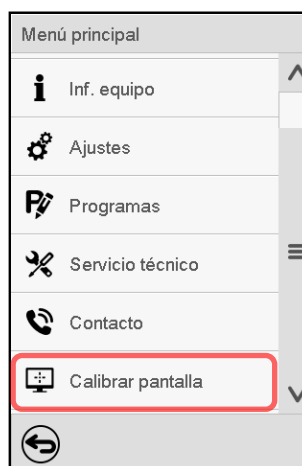 Menú principal
Inf. equipo
Ajustes
Programas
Servicio técnico
Contacto
Calibrar pantalla